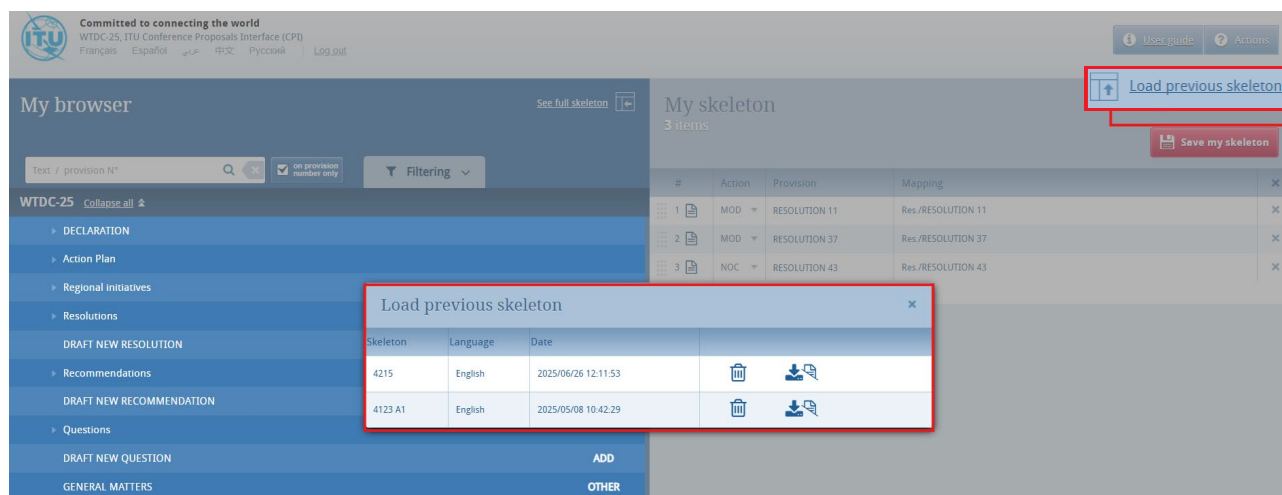 ITU
Committed to connecting the world
WTDC-25, ITU Conference Proposals Interface (CPI)
Français Español عربي 中文 Русский | Log out
User guide
Actions
Load previous skeleton
My browser
See full skeleton
My skeleton
3 items
Save my skeleton
Text / provision N°
on provision
number only
Filtering
# Action Provision Mapping
WTDC-25 Collapse all
1 MOD RESOLUTION 11 Res./RESOLUTION 11
2 MOD RESOLUTION 37 Res./RESOLUTION 37
3 NOC RESOLUTION 43 Res./RESOLUTION 43
DECLARATION
Action Plan
Regional initiatives
Resolutions
DRAFT NEW RESOLUTION
Recommendations
DRAFT NEW RECOMMENDATION
Questions
DRAFT NEW QUESTION ADD
GENERAL MATTERS OTHER
Load previous skeleton
Skeleton Language Date
4215 English 2025/06/26 12:11:53
4123 A1 English 2025/05/08 10:42:29